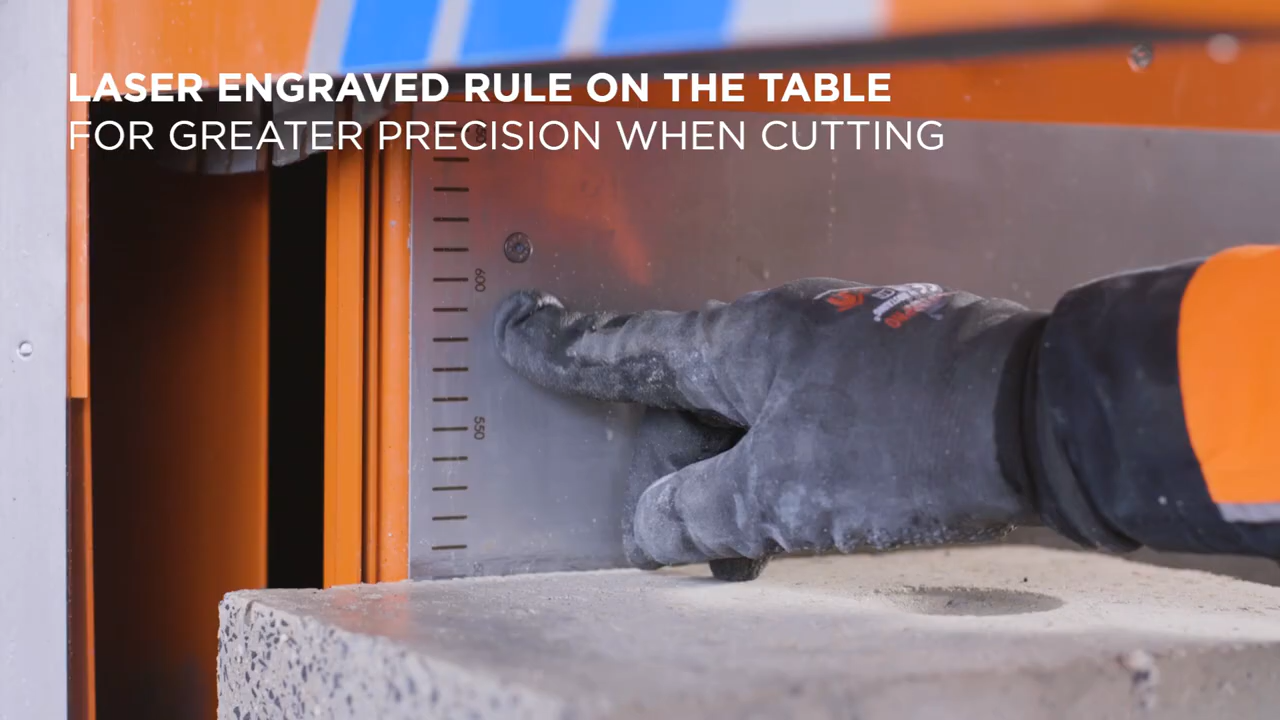 LASER ENGRAVED RULE ON THE TABLE
FOR GREATER PRECISION WHEN CUTTING
600
550